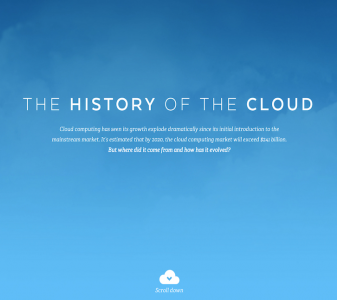 THE HISTORY OF THE CLOUD
Cloud computing has seen its growth explode dramatically since its initial introduction to the
mainstream market. It's estimated that by 2020, the cloud computing market will exceed $241 billion.
But where did it come from and how has it evolved?
Scroll down